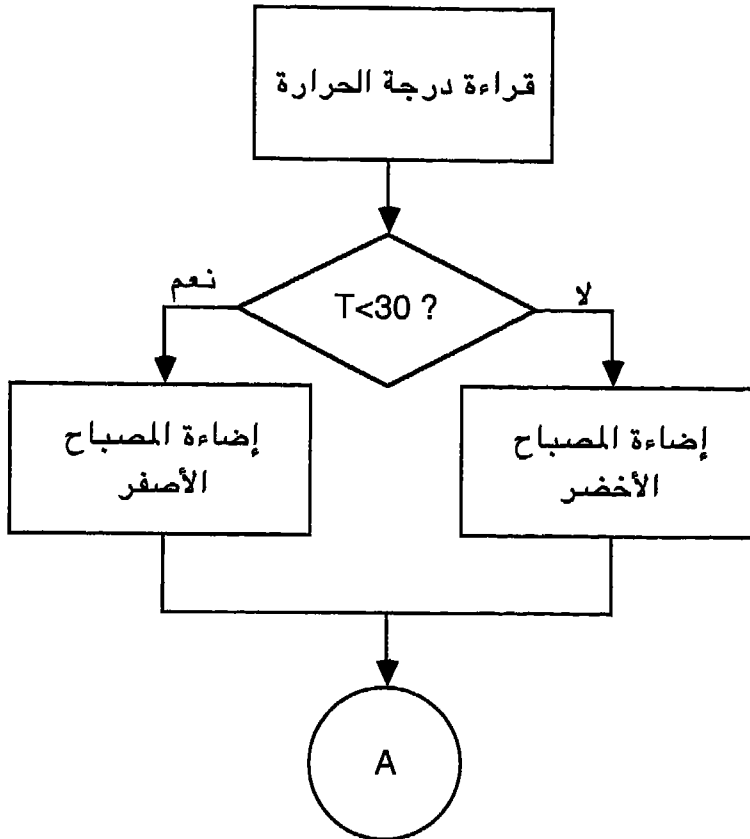 قراءة درجة الحرارة
T<30 ?
نعم
لا
إضاءة المصباح
الأصفر
إضاءة المصباح
الأخضر
A